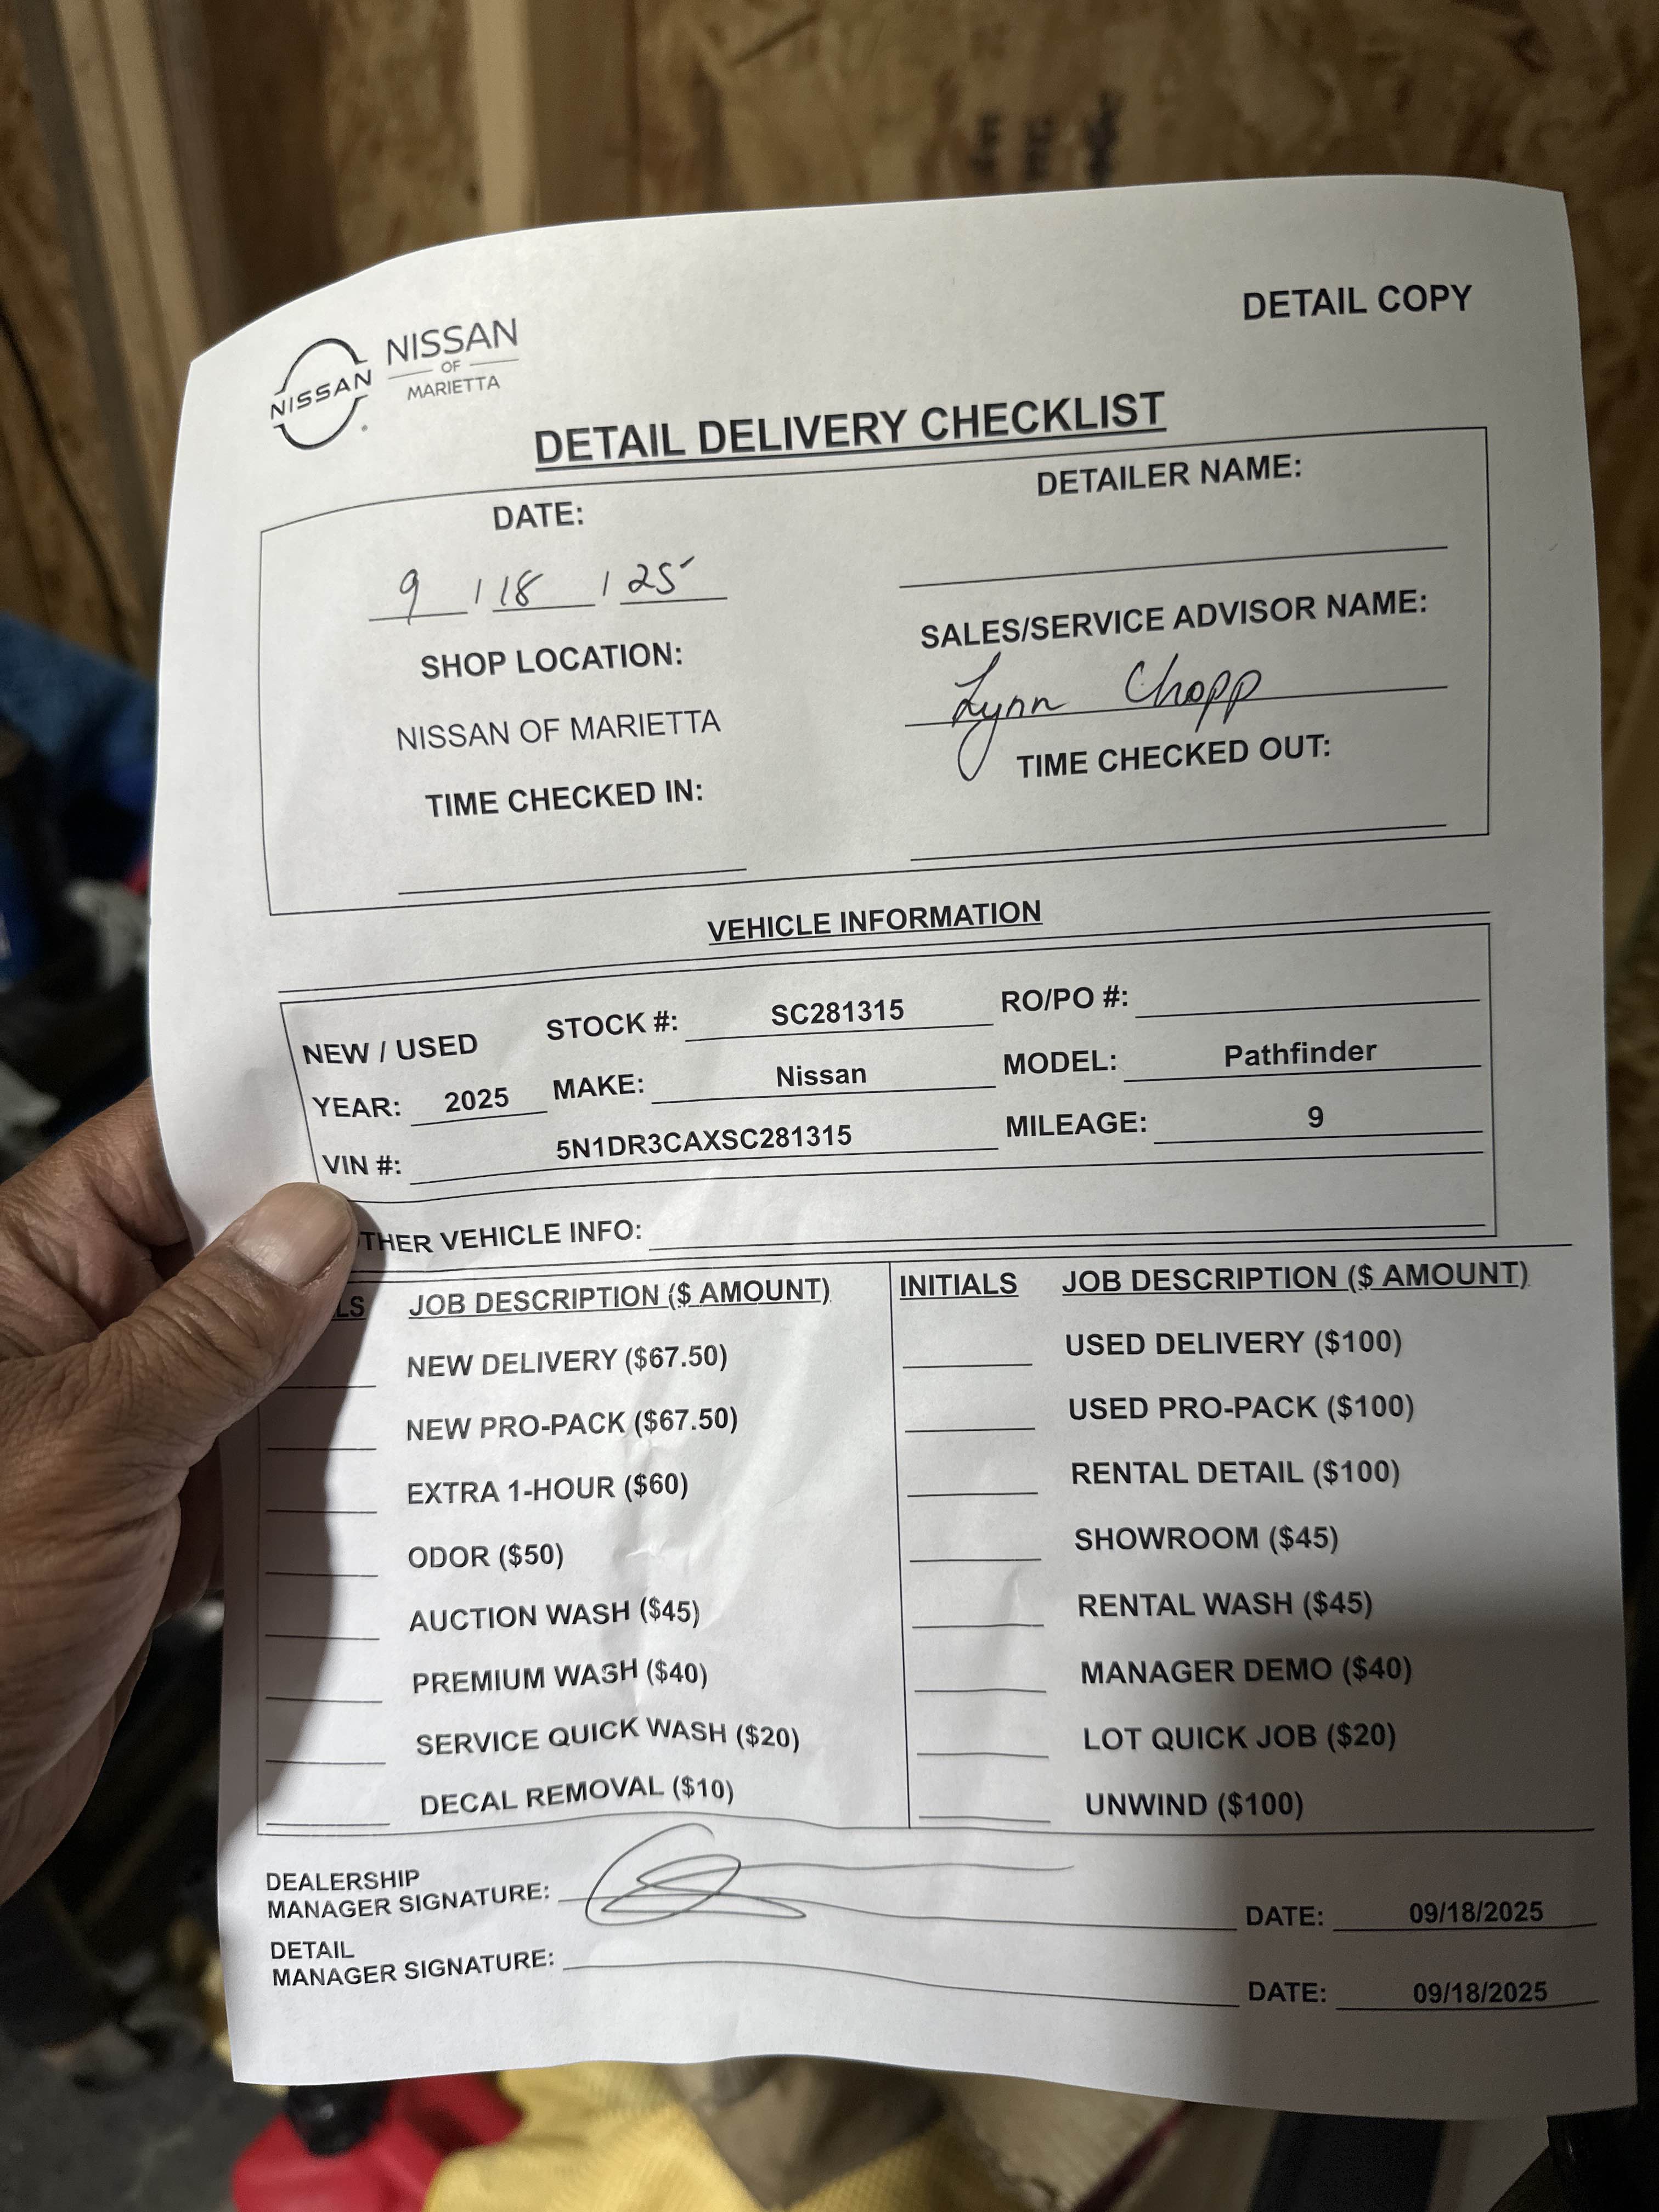 DETAIL COPY
NISSAN
NISSAN
OF
MARIETTA
DETAIL DELIVERY CHECKLIST
DATE:
DETAILER NAME:
9 / 18 / 25
SHOP LOCATION:
SALES/SERVICE ADVISOR NAME:
NISSAN OF MARIETTA
Lynn Chopp
TIME CHECKED IN:
TIME CHECKED OUT:
VEHICLE INFORMATION
NEW / USED STOCK #: SC281315 RO/PO #:
YEAR: 2025 MAKE: Nissan MODEL: Pathfinder
VIN #: 5N1DR3CAXSC281315 MILEAGE: 9
THER VEHICLE INFO:
LS JOB DESCRIPTION ($ AMOUNT) INITIALS JOB DESCRIPTION ($ AMOUNT)
NEW DELIVERY ($67.50) USED DELIVERY ($100)
NEW PRO-PACK ($67.50) USED PRO-PACK ($100)
EXTRA 1-HOUR ($60) RENTAL DETAIL ($100)
ODOR ($50) SHOWROOM ($45)
AUCTION WASH ($45) RENTAL WASH ($45)
PREMIUM WASH ($40) MANAGER DEMO ($40)
SERVICE QUICK WASH ($20) LOT QUICK JOB ($20)
DECAL REMOVAL ($10) UNWIND ($100)
DEALERSHIP
MANAGER SIGNATURE: DATE: 09/18/2025
DETAIL
MANAGER SIGNATURE: DATE: 09/18/2025